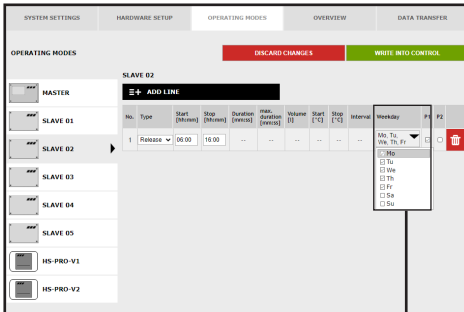 SYSTEM SETTINGS HARDWARE SETUP OPERATING MODES OVERVIEW DATA TRANSFER
OPERATING MODES DISCARD CHANGES WRITE INTO CONTROL
SLAVE 02
ADD LINE
No. Type Start [hh:mm] Stop [hh:mm] Duration [mm:ss] max. duration [mm:ss] Volume [l] Start [°C] Stop [°C] Interval Weekday P1 P2
1 Release 06:00 16:00 -- -- -- -- -- -- Mo, Tu, We, Th, Fr
Mo
Tu
We
Th
Fr
Sa
Su
MASTER
SLAVE 01
SLAVE 02
SLAVE 03
SLAVE 04
SLAVE 05
HS-PRO-V1
HS-PRO-V2